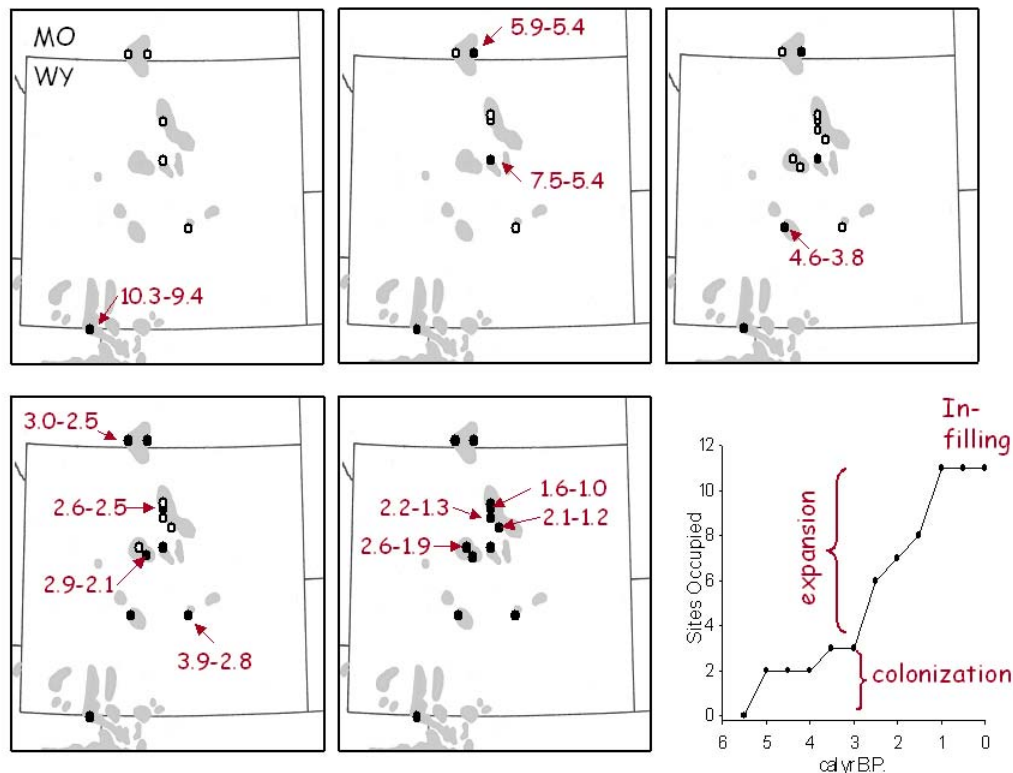 MO
WY
10.3-9.4
5.9-5.4
7.5-5.4
4.6-3.8
3.0-2.5
2.6-2.5
2.9-2.1
3.9-2.8
1.6-1.0
2.2-1.3
2.1-1.2
2.6-1.9
In-
filling
12
10
8
6
4
2
0
Sites Occupied
expansion
colonization
6 5 4 3 2 1 0
cal yr B.P.